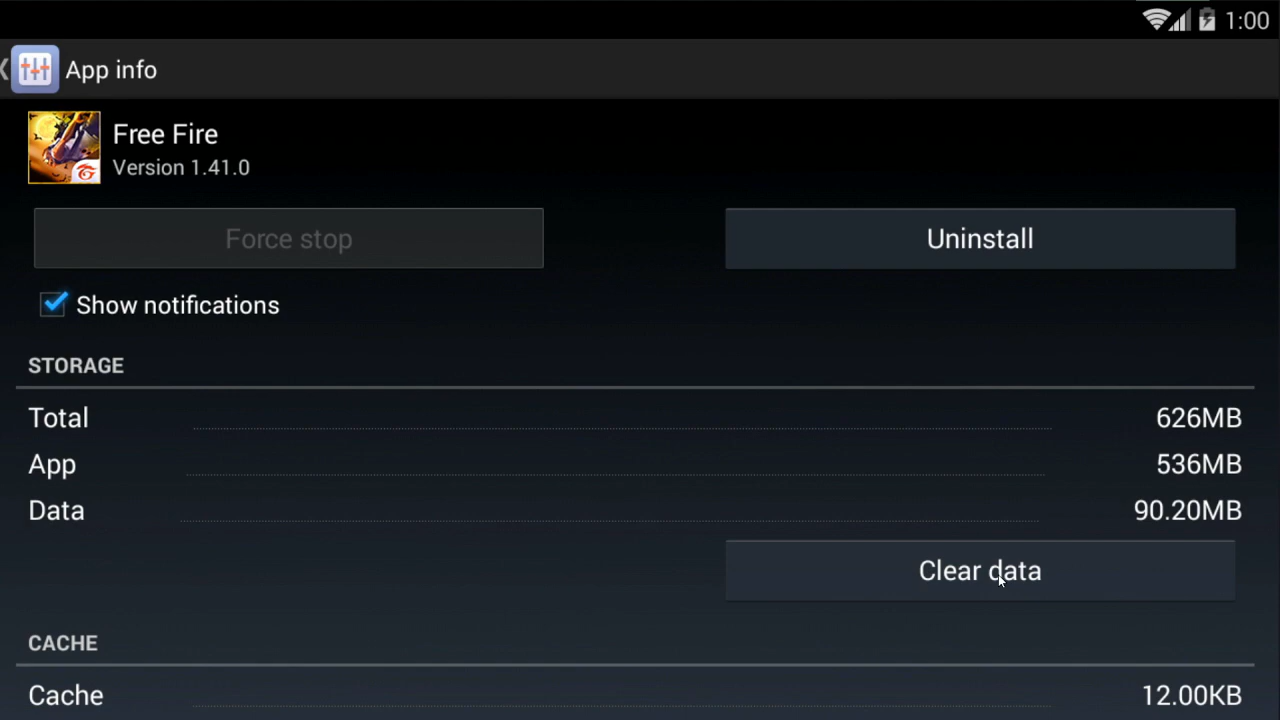 1:00
App info
Free Fire
Version 1.41.0
Force stop
Uninstall
Show notifications
STORAGE
Total 626MB
App 536MB
Data 90.20MB
Clear data
CACHE
Cache 12.00KB